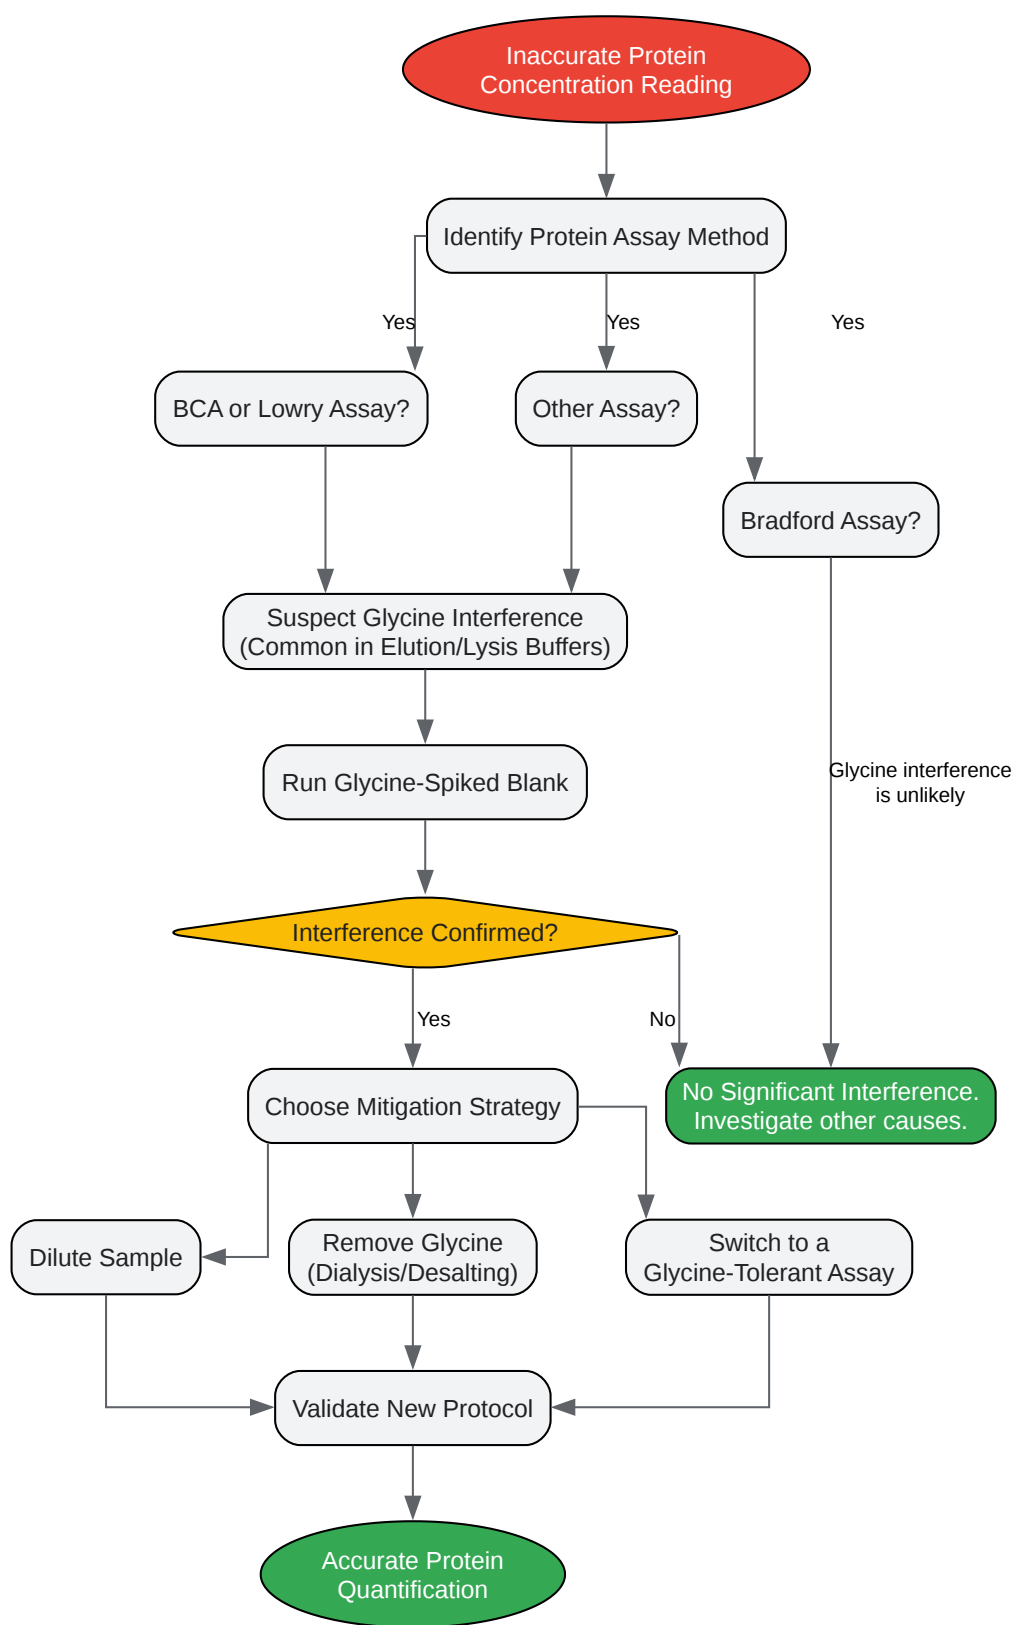 Inaccurate Protein
Concentration Reading
Identify Protein Assay Method
Yes
Yes
Yes
BCA or Lowry Assay?
Other Assay?
Bradford Assay?
Suspect Glycine Interference
(Common in Elution/Lysis Buffers)
Run Glycine-Spiked Blank
Glycine interference
is unlikely
Interference Confirmed?
Yes
No
Choose Mitigation Strategy
No Significant Interference.
Investigate other causes.
Dilute Sample
Remove Glycine
(Dialysis/Desalting)
Switch to a
Glycine-Tolerant Assay
Validate New Protocol
Accurate Protein
Quantification